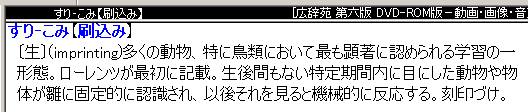 すり‐こみ【刷込み】
［広辞苑 第六版 DVD-ROM版－動画・画像・音
すり‐こみ【刷込み】
〔生〕(imprinting)多くの動物、特に鳥類において最も顕著に認められる学習の一
形態。ローレンツが最初に記載。生後間もない特定期間内に目にした動物や物
体が雛に固定的に認識され、以後それを見ると機械的に反応する。刻印づけ。